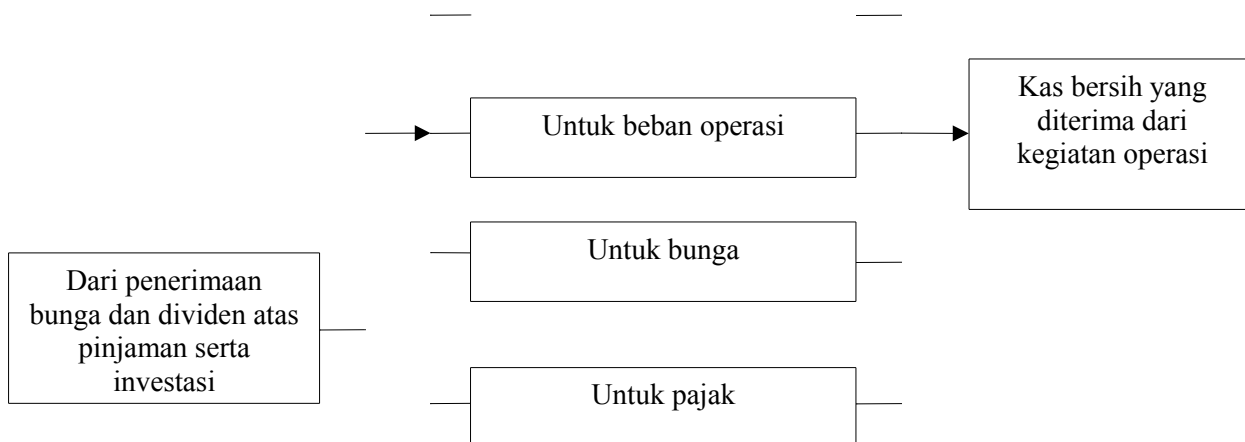 Dari penerimaan
bunga dan dividen atas
pinjaman serta
investasi
Untuk beban operasi
Untuk bunga
Untuk pajak
Kas bersih yang
diterima dari
kegiatan operasi